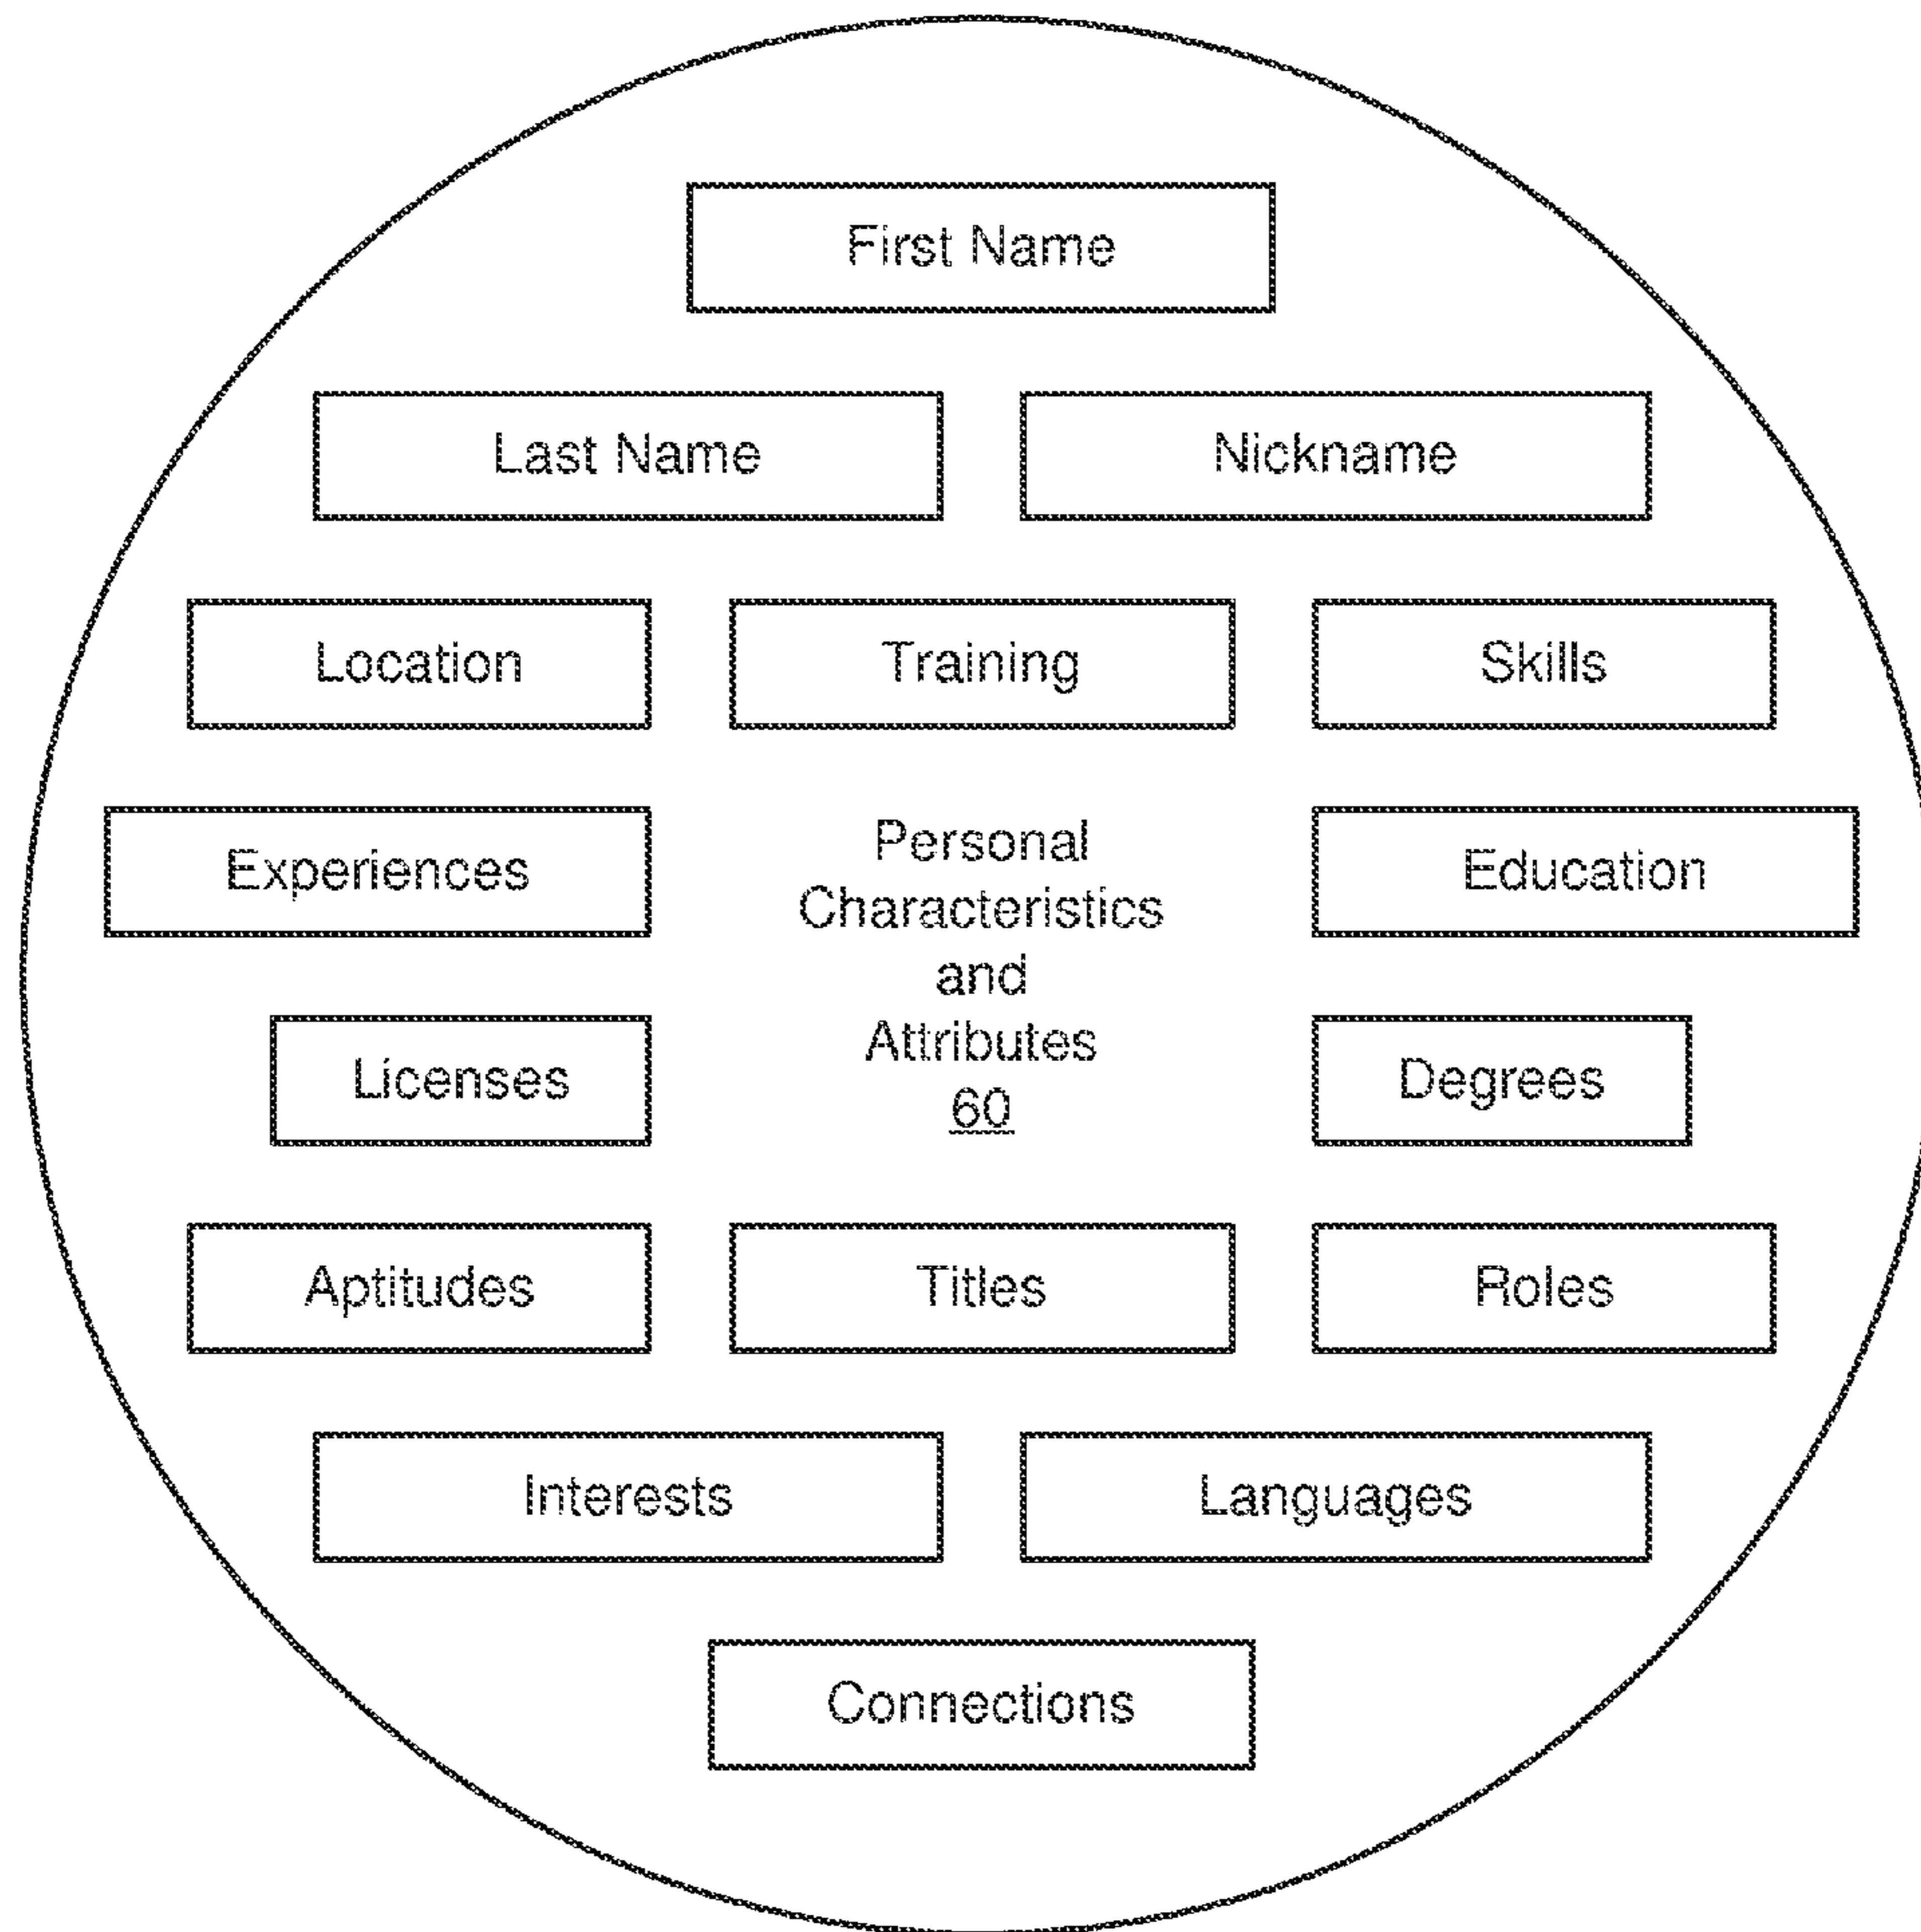 First Name
Last Name
Nickname
Location
Training
Skills
Experiences
Personal
Characteristics
and
Attributes
60
Education
Licenses
Degrees
Aptitudes
Titles
Roles
Interests
Languages
Connections